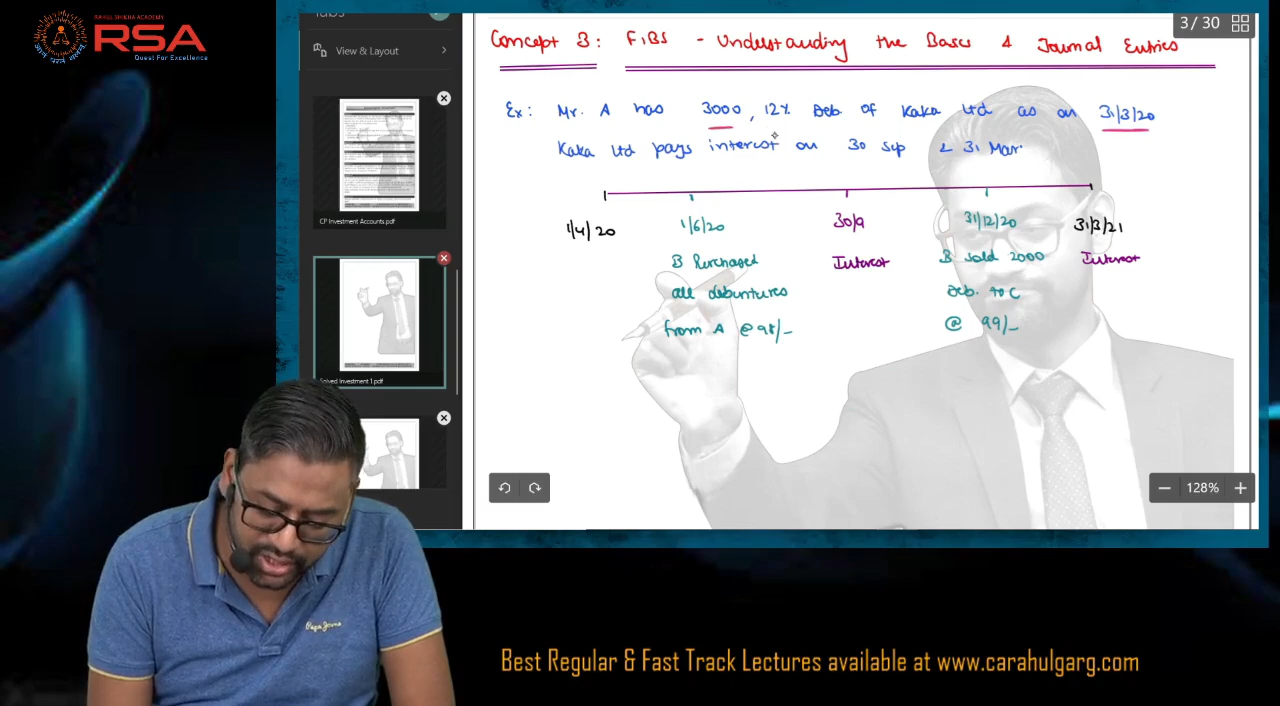 RAHUL SHIKHA ACADEMY
RSA
Quest For Excellence
View & Layout
CP Investment Accounts.pdf
Solved Investment 1.pdf
3 / 30
Concept 3: FIBS - Understanding the Bases & Journal Entries
Ex: Mr. A has 3000, 12% Deb of Kaka Ltd as on 31/3/20
Kaka Ltd pays interest on 30 Sep & 31 Mar.
1/4/20 1/6/20 30/9 31/12/20 31/3/21
B Purchased Interest B sold 2000 Interest
all debuntures Deb. to C
from A @ 98/- @ 99/-
128%
Best Regular & Fast Track Lectures available at www.carahulgarg.com